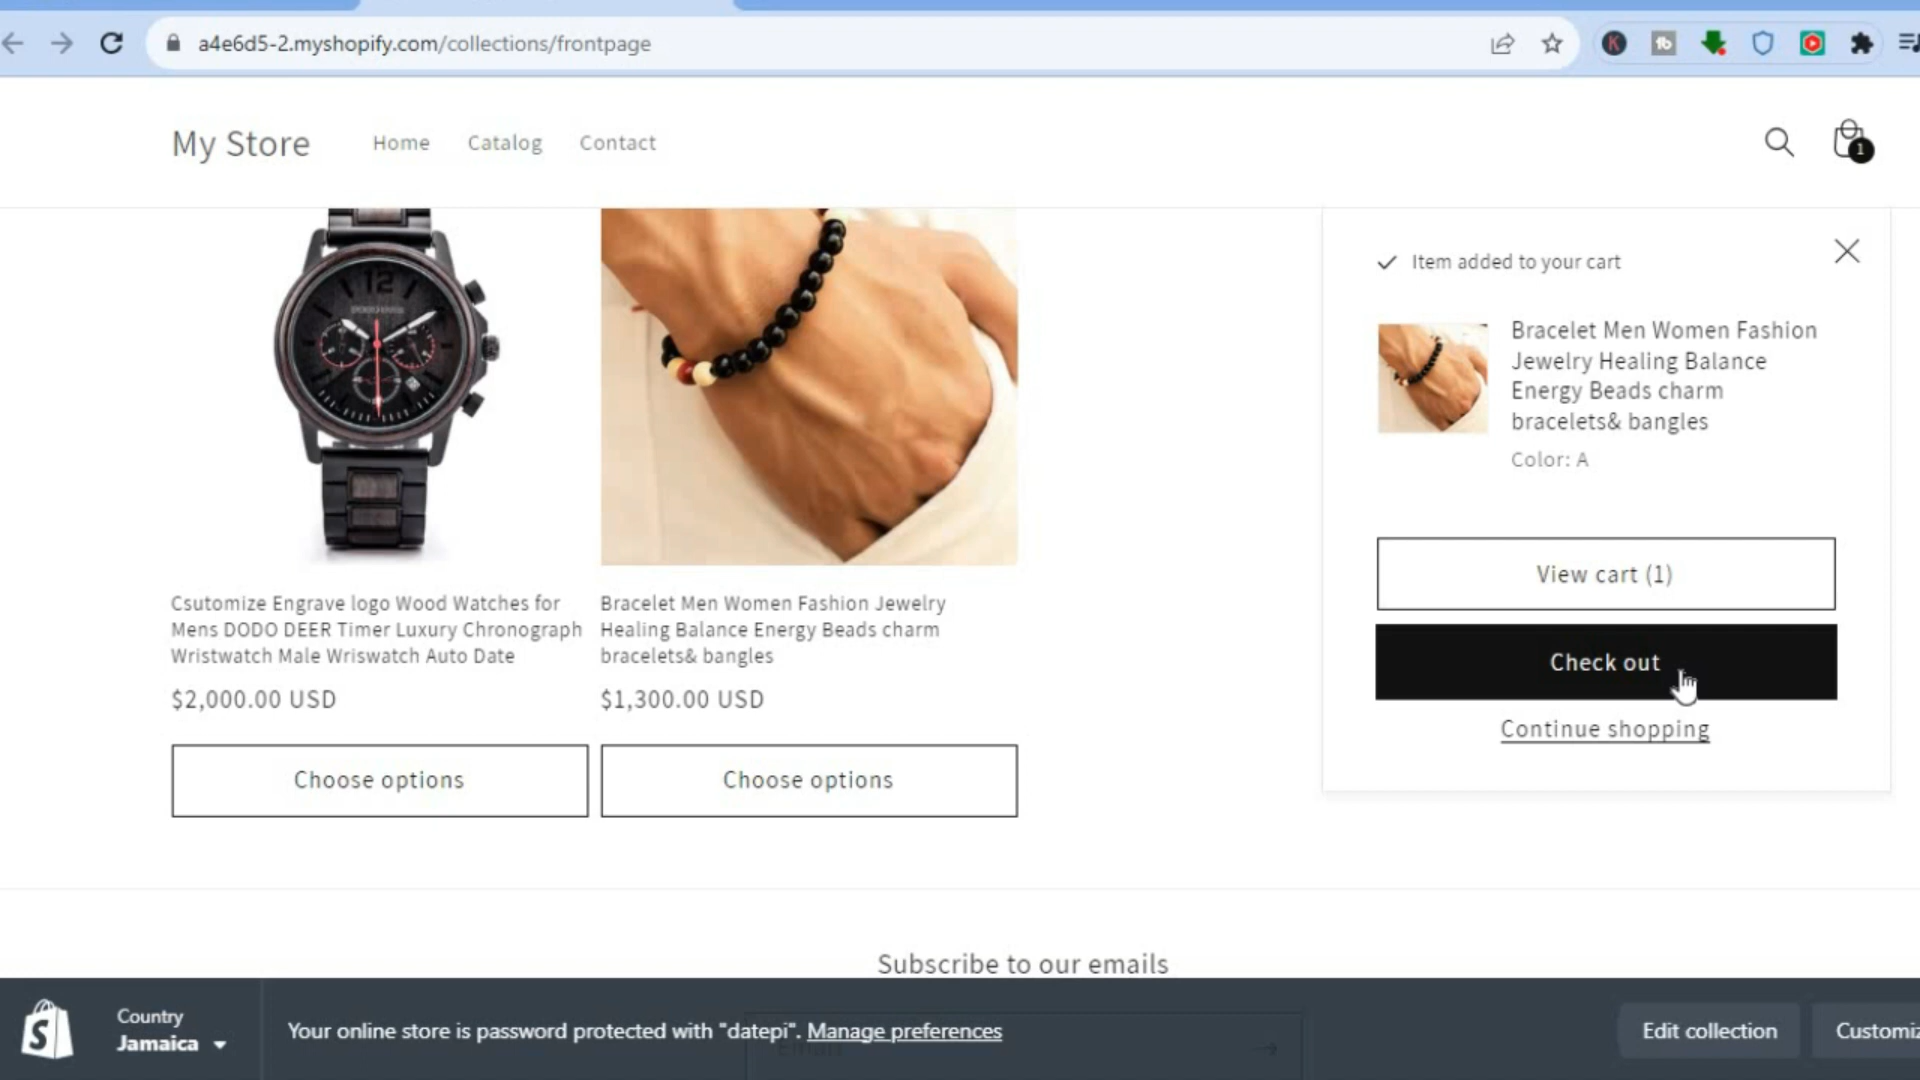 a4e6d5-2.myshopify.com/collections/frontpage
My Store
Home
Catalog
Contact
1
12
Item added to your cart
Bracelet Men Women Fashion
Jewelry Healing Balance
Energy Beads charm
bracelets& bangles
Color: A
View cart (1)
Check out
Continue shopping
Csutomize Engrave logo Wood Watches for
Mens DODO DEER Timer Luxury Chronograph
Wristwatch Male Wriswatch Auto Date
$2,000.00 USD
Choose options
Bracelet Men Women Fashion Jewelry
Healing Balance Energy Beads charm
bracelets& bangles
$1,300.00 USD
Choose options
Subscribe to our emails
Country
Jamaica
Your online store is password protected with "datepi". Manage preferences
Edit collection
Customiz